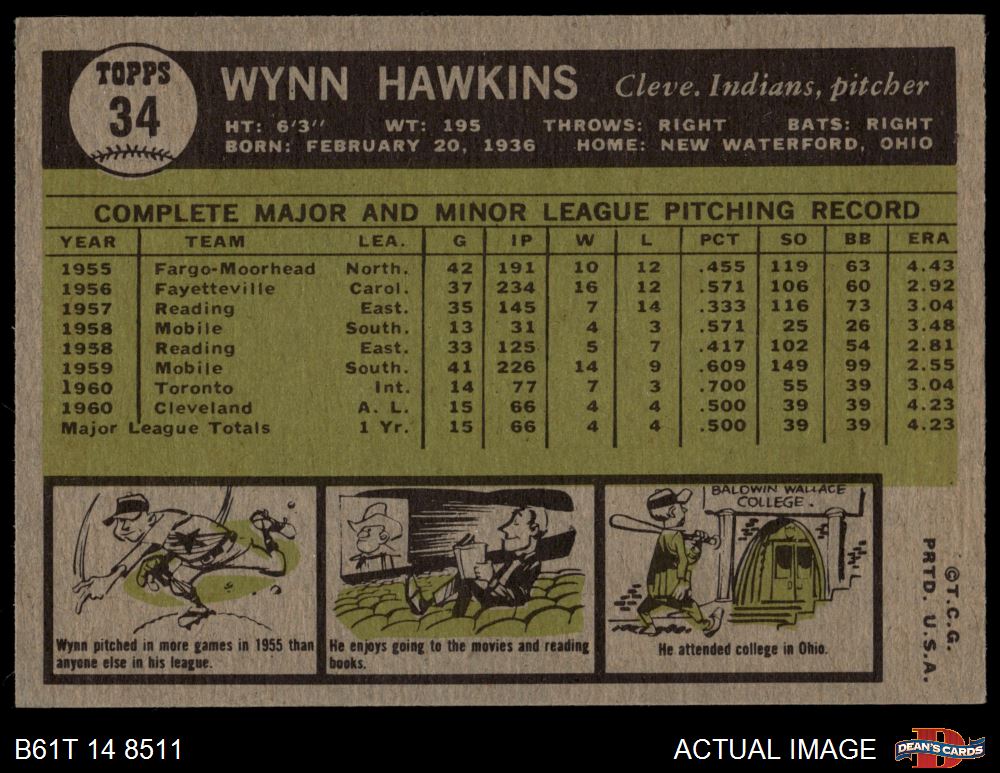 TOPPS
34
WYNN HAWKINS Cleve. Indians, pitcher
HT: 6'3" WT: 195 THROWS: RIGHT BATS: RIGHT
BORN: FEBRUARY 20, 1936 HOME: NEW WATERFORD, OHIO
COMPLETE MAJOR AND MINOR LEAGUE PITCHING RECORD
YEAR TEAM LEA. G IP W L PCT SO BB ERA
1955 Fargo-Moorhead North. 42 191 10 12 .455 119 63 4.43
1956 Fayetteville Carol. 37 234 16 12 .571 106 60 2.92
1957 Reading East. 35 145 7 14 .333 116 73 3.04
1958 Mobile South. 13 31 4 3 .571 25 26 3.48
1958 Reading East. 33 125 5 7 .417 102 54 2.81
1959 Mobile South. 41 226 14 9 .609 149 99 2.55
1960 Toronto Int. 14 77 7 3 .700 55 39 3.04
1960 Cleveland A. L. 15 66 4 4 .500 39 39 4.23
Major League Totals 1 Yr. 15 66 4 4 .500 39 39 4.23
BALDWIN WALLACE
COLLEGE.
Wynn pitched in more games in 1955 than
anyone else in his league.
He enjoys going to the movies and reading
books.
He attended college in Ohio.
©T.C.G.
PRTD. U.S.A.
B61T 14 8511
ACTUAL IMAGE
D
DEAN'S CARDS